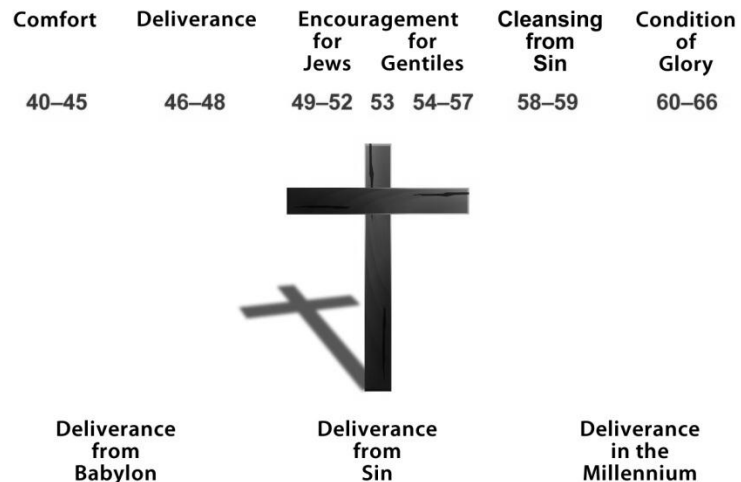 Comfort Deliverance Encouragement Cleansing Condition
for for from of
Jews Gentiles Sin Glory
40–45 46–48 49–52 53 54–57 58–59 60–66
Deliverance Deliverance Deliverance
from from in the
Babylon Sin Millennium